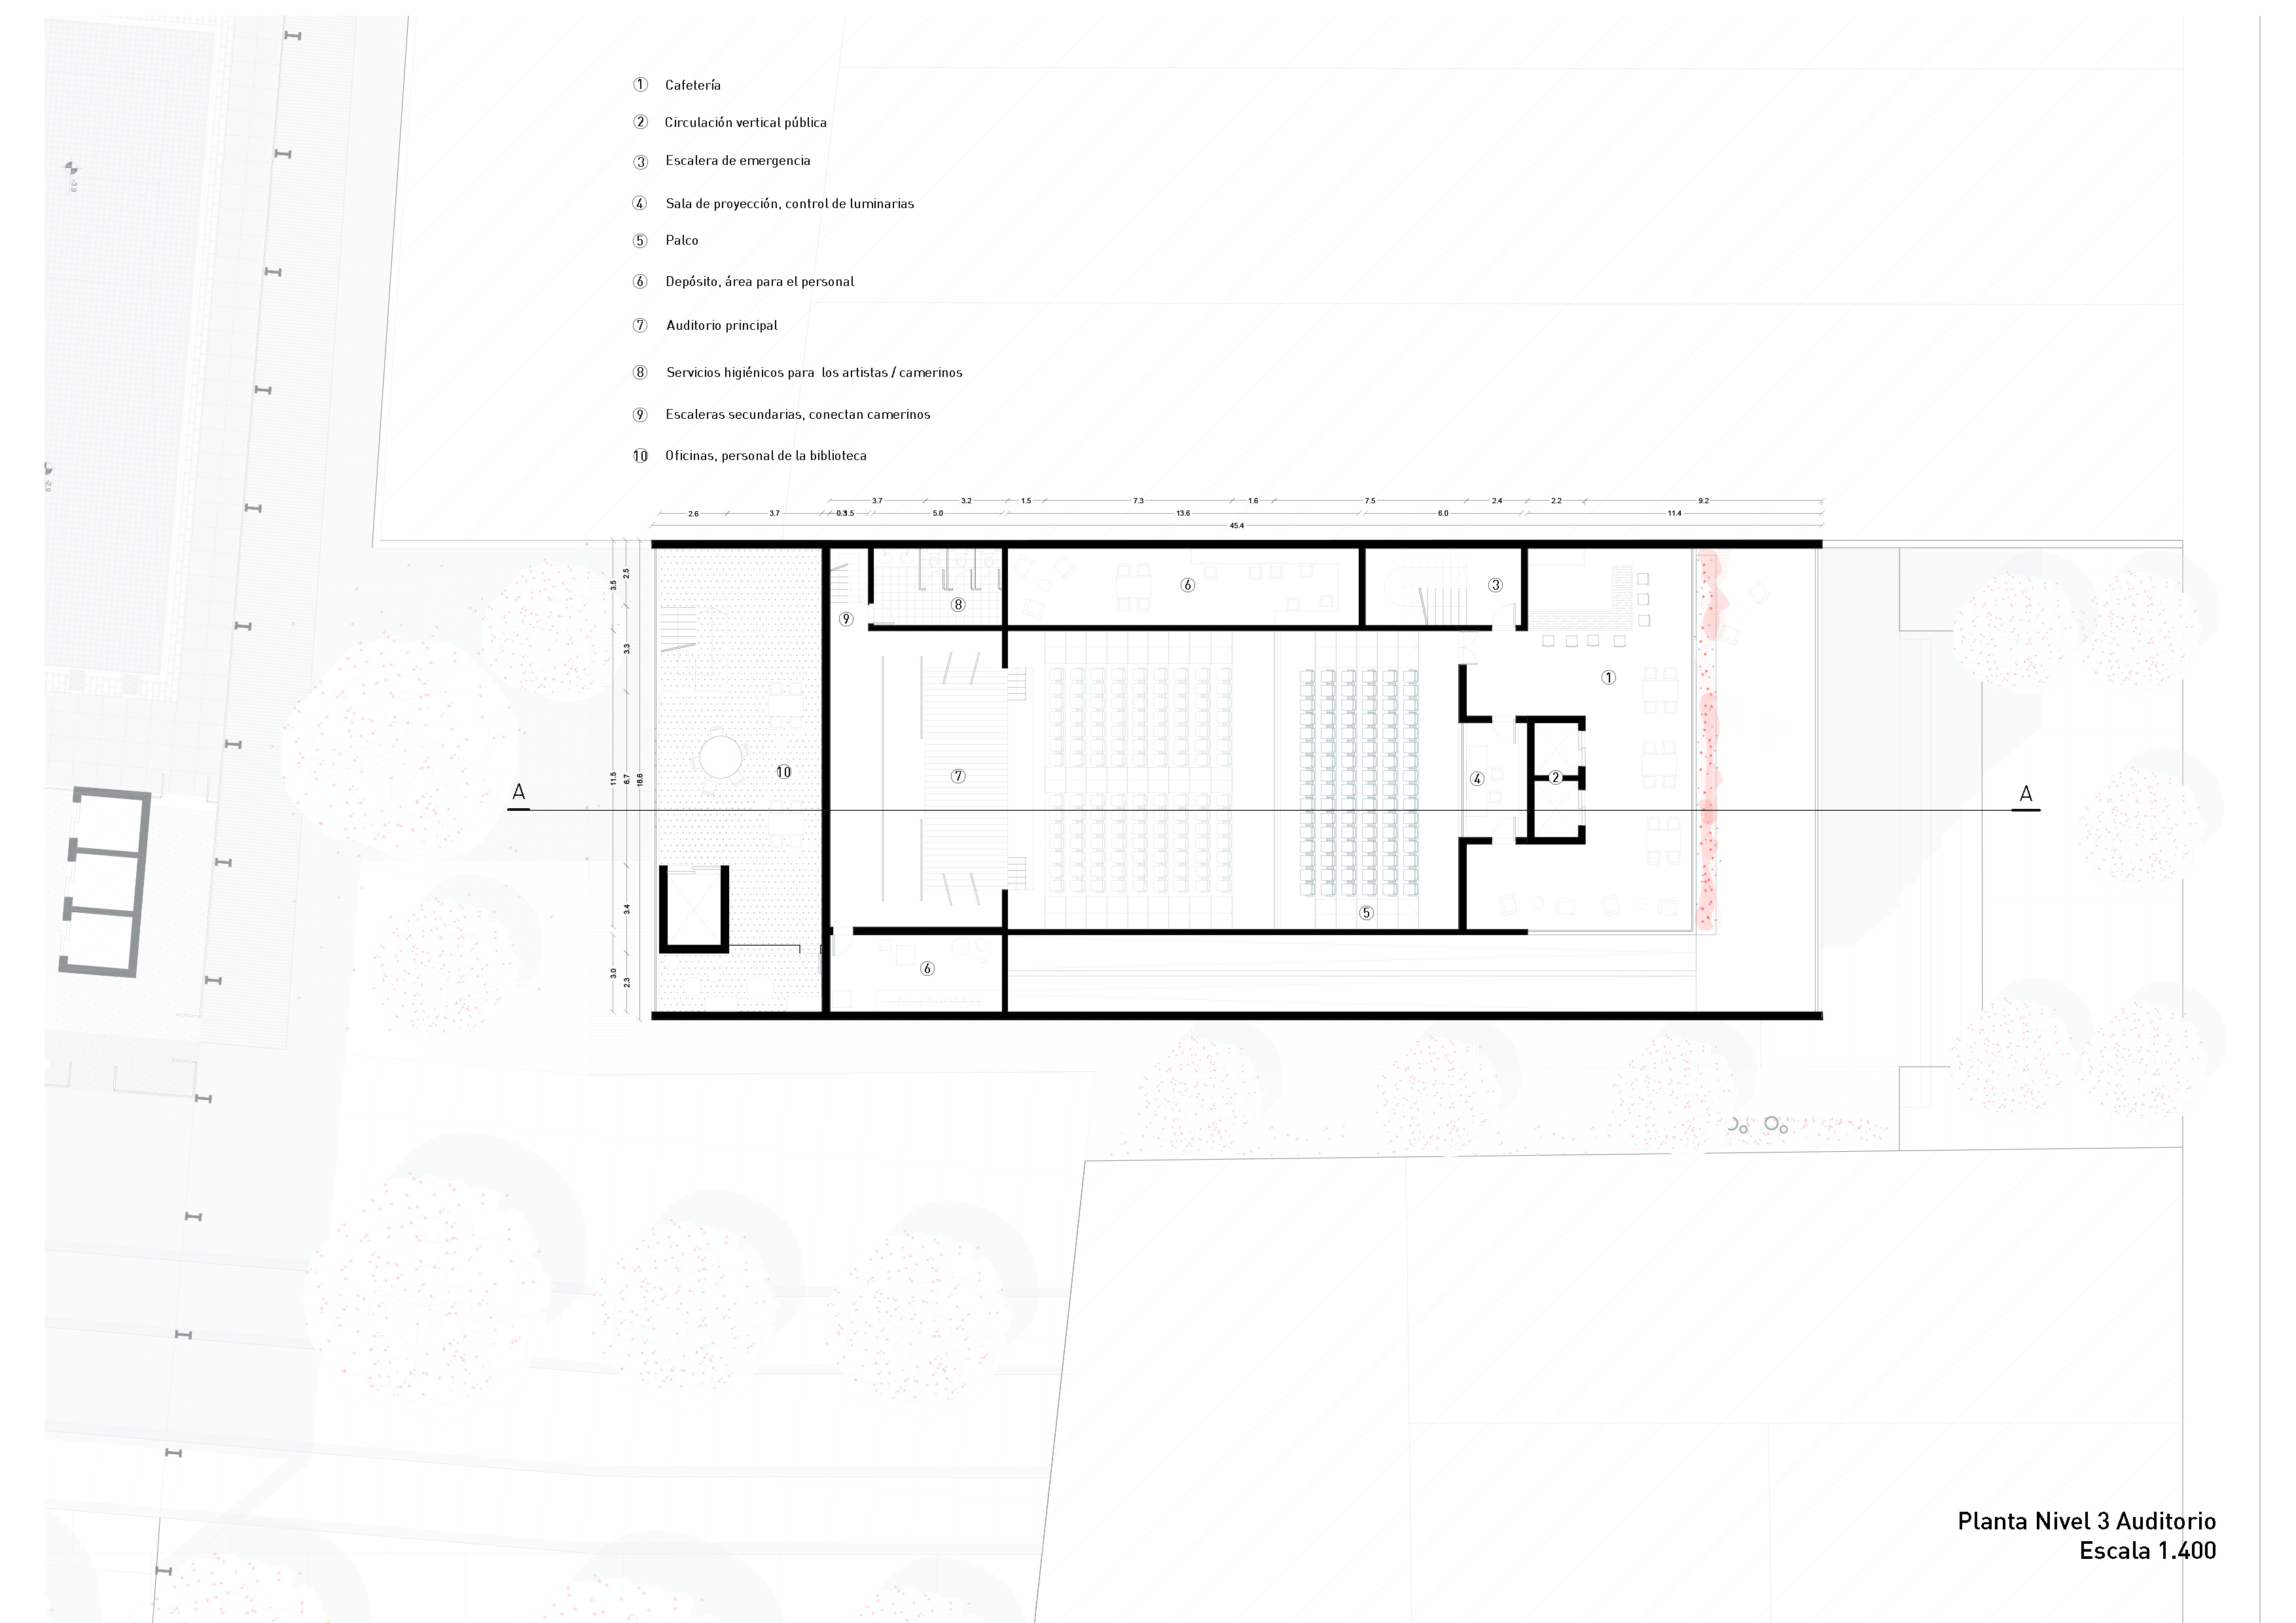 ① Cafetería
② Circulación vertical pública
③ Escalera de emergencia
④ Sala de proyección, control de luminarias
⑤ Palco
⑥ Depósito, área para el personal
⑦ Auditorio principal
⑧ Servicios higiénicos para los artistas / camerinos
⑨ Escaleras secundarias, conectan camerinos
⑩ Oficinas, personal de la biblioteca
3.7 3.2 1.5 7.3 1.6 7.5 2.4 2.2 9.2
2.6 3.7 0.3 1.5 5.0 13.6 6.0 11.4
45.4
3.5 11.5 3.0
2.5 3.3 6.7 3.4 2.3
18.6
-3.9
-2.9
⑥ ③
⑧
⑨
①
⑩ ⑦ ④ ②
A A
⑤
⑥
Planta Nivel 3 Auditorio
Escala 1.400